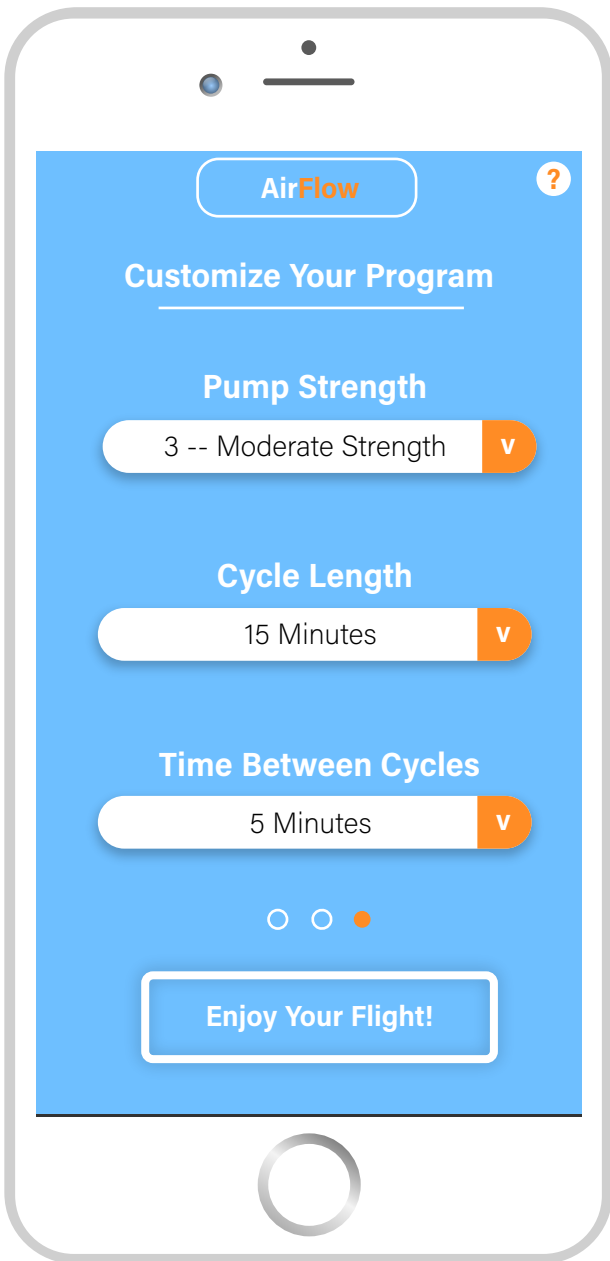 AirFlow
?
Customize Your Program
Pump Strength
3 -- Moderate Strength
v
Cycle Length
15 Minutes
v
Time Between Cycles
5 Minutes
v
Enjoy Your Flight!